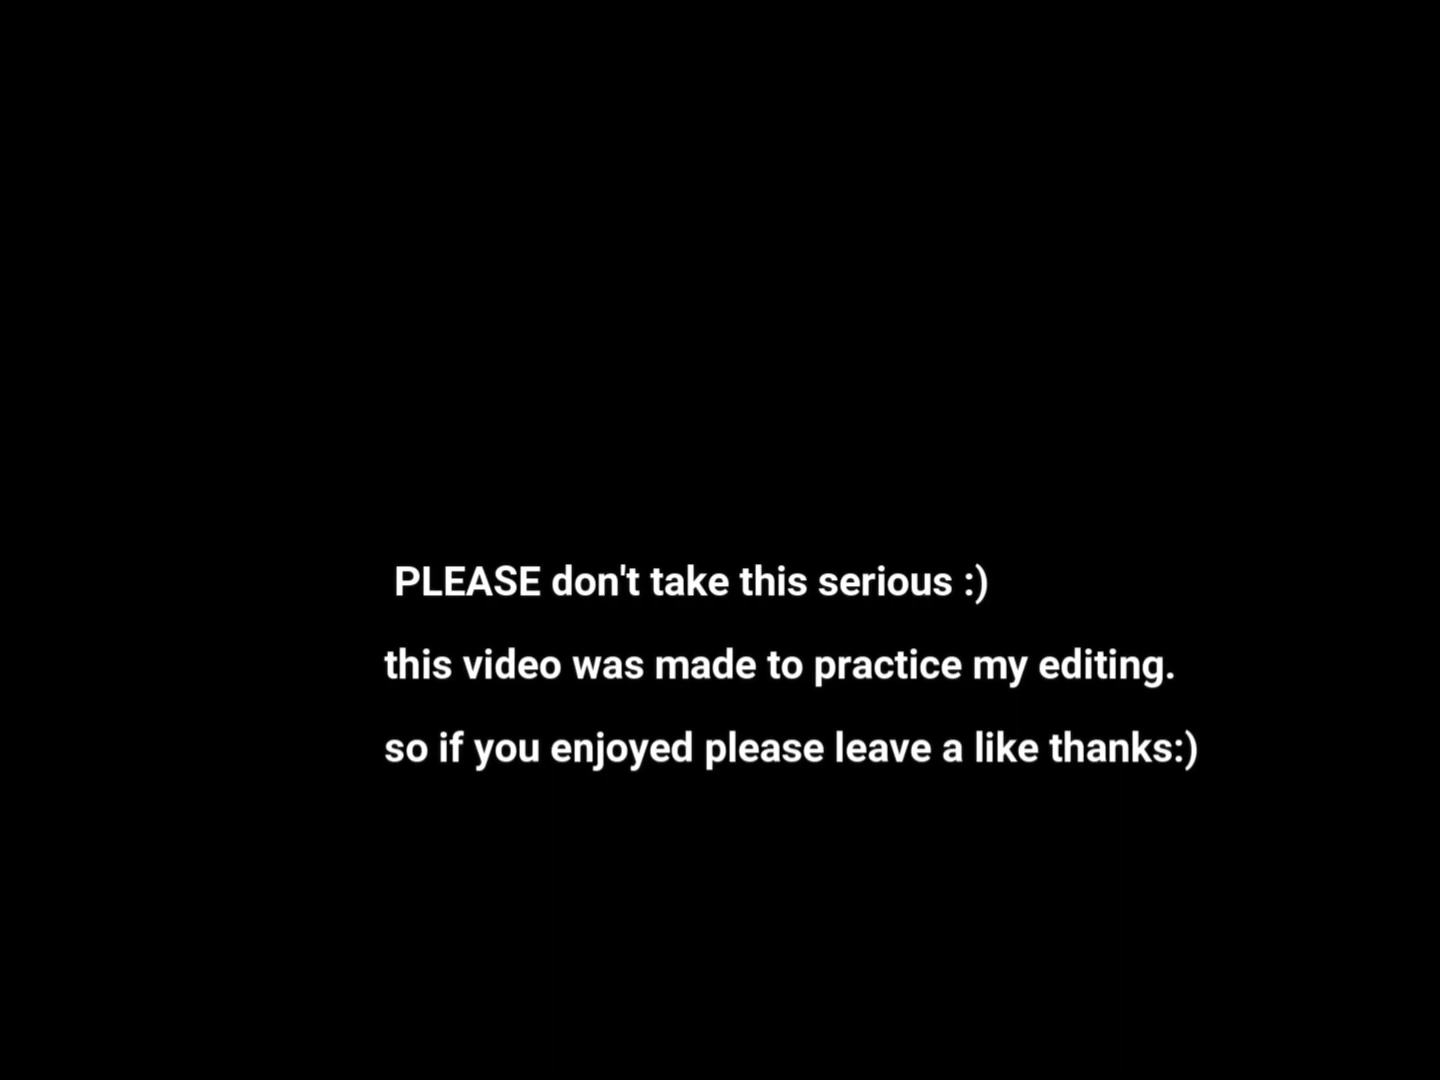 PLEASE don't take this serious :)
this video was made to practice my editing.
so if you enjoyed please leave a like thanks:)